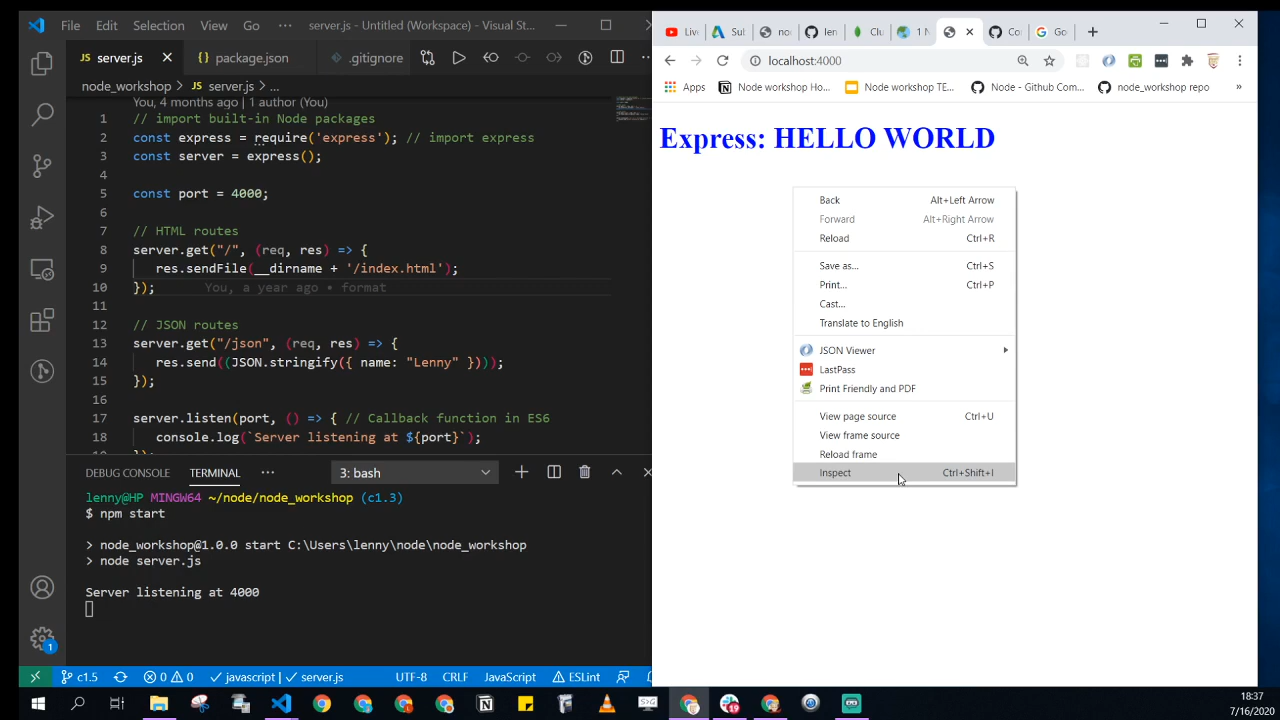 File Edit Selection View Go ··· server.js - Untitled (Workspace) - Visual St...
server.js
package.json
.gitignore
node_workshop > server.js > ...
You, 4 months ago | 1 author (You)
1 // import built-in Node packages
2 const express = require('express'); // import express
3 const server = express();
4
5 const port = 4000;
6
7 // HTML routes
8 server.get("/", (req, res) => {
9 res.sendFile(__dirname + '/index.html');
10 }); You, a year ago • format
11
12 // JSON routes
13 server.get("/json", (req, res) => {
14 res.send((JSON.stringify({ name: "Lenny" })));
15 });
16
17 server.listen(port, () => { // Callback function in ES6
18 console.log(`Server listening at ${port}`);
DEBUG CONSOLE TERMINAL ··· 3: bash
lenny@HP MINGW64 ~/node/node_workshop (c1.3)
$ npm start
> node_workshop@1.0.0 start C:\Users\lenny\node\node_workshop
> node server.js
Server listening at 4000
1
c1.5 0 0 javascript | server.js UTF-8 CRLF JavaScript ESLint
Live
Sub
noc
len
Clu
1 N
Co
Go
localhost:4000
Apps Node workshop Ho... Node workshop TE... Node - Github Com... node_workshop repo »
Express: HELLO WORLD
Back Alt+Left Arrow
Forward Alt+Right Arrow
Reload Ctrl+R
Save as... Ctrl+S
Print... Ctrl+P
Cast...
Translate to English
JSON Viewer
LastPass
Print Friendly and PDF
View page source Ctrl+U
View frame source
Reload frame
Inspect Ctrl+Shift+I
18:37
7/16/2020